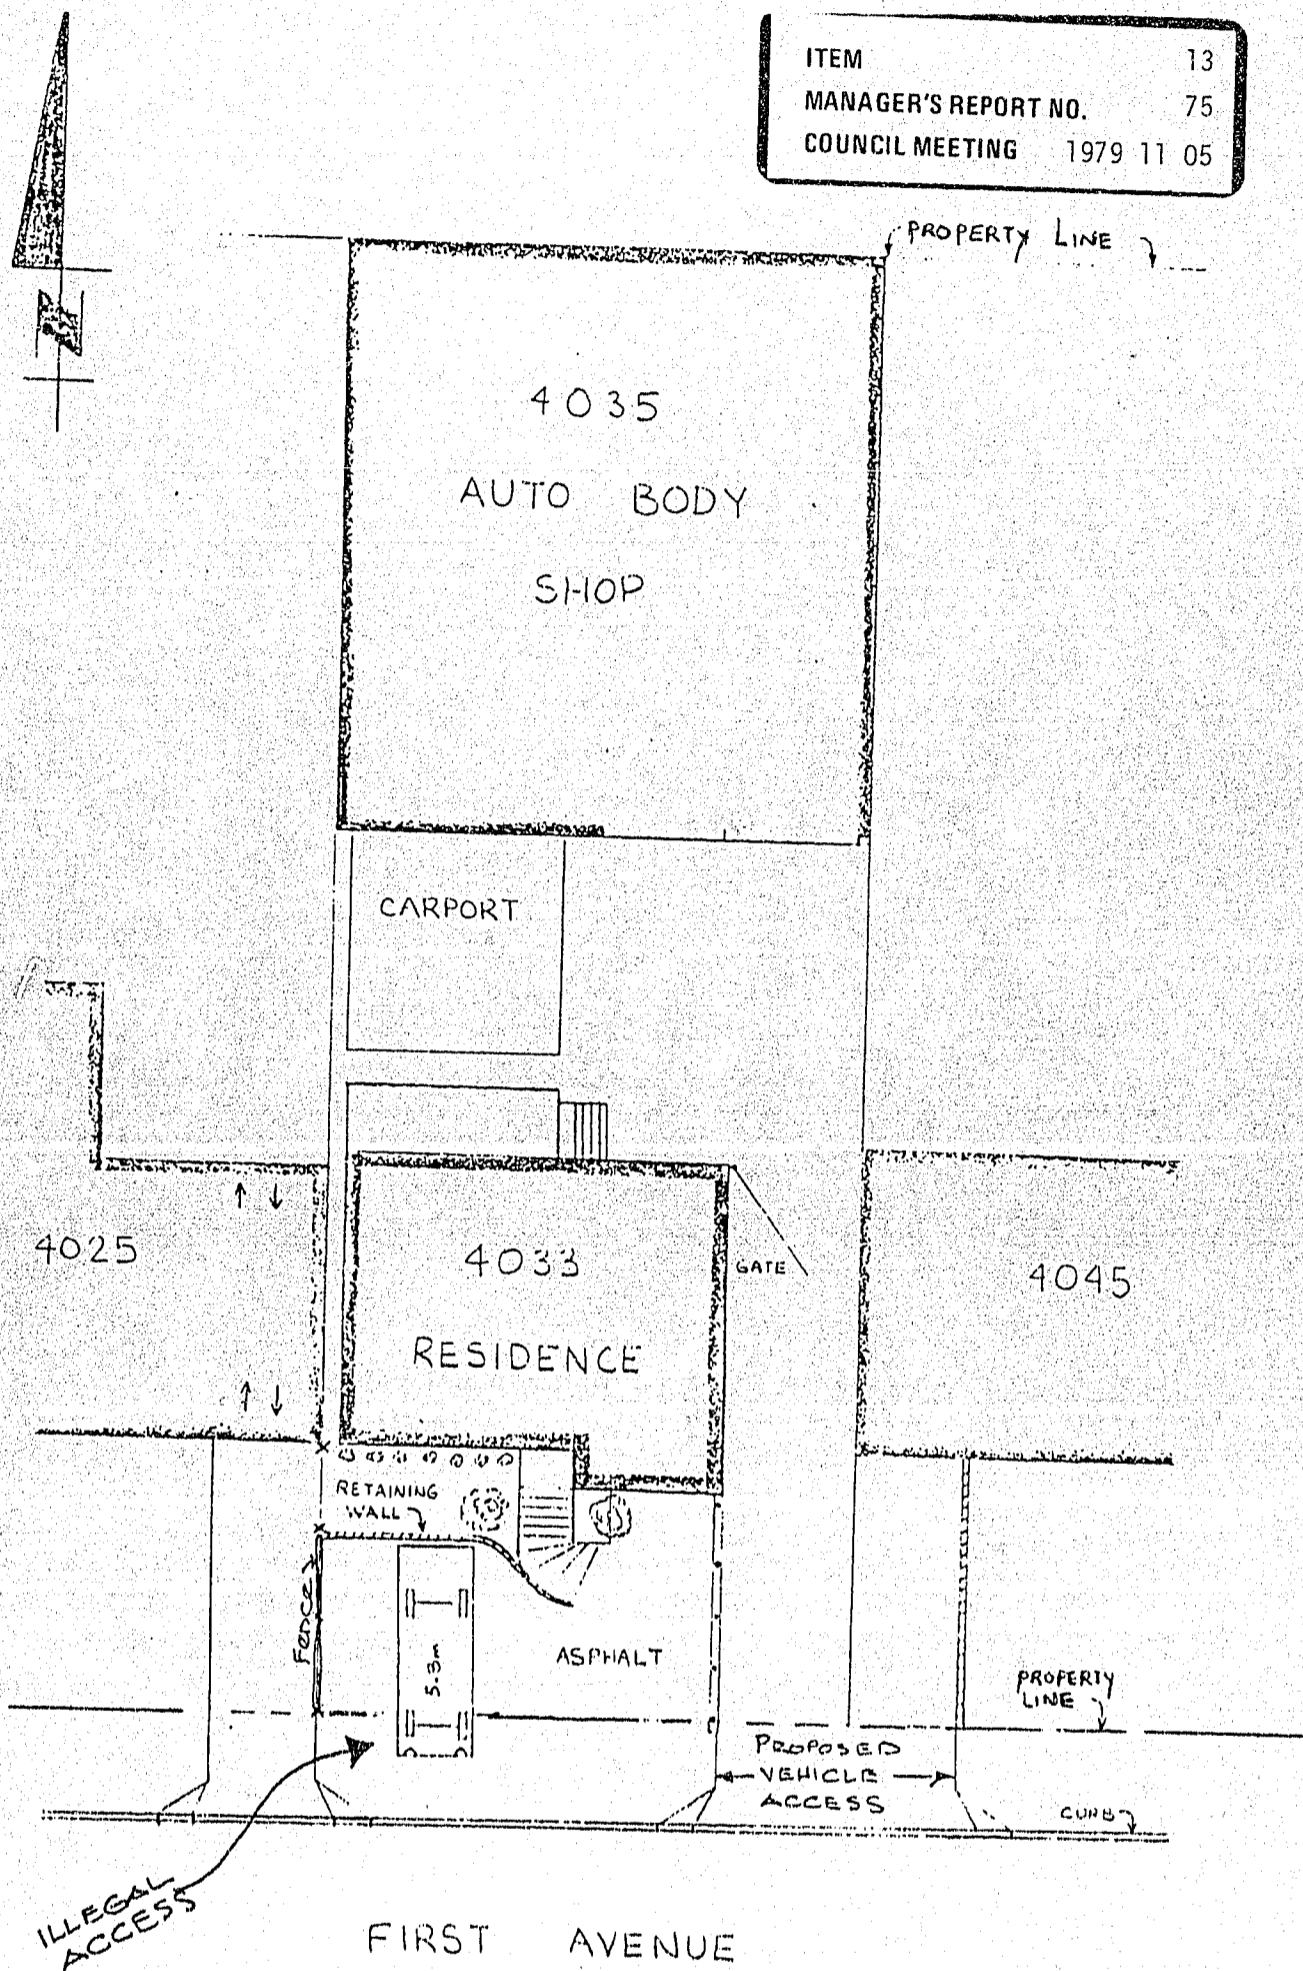 ITEM 13
MANAGER'S REPORT NO. 75
COUNCIL MEETING 1979 11 05
PROPERTY LINE
N
4035
AUTO BODY
SHOP
CARPORT
4025
4033
RESIDENCE
GATE
4045
RETAINING
WALL
Fence
5.3m
ASPHALT
PROPERTY
LINE
PROPOSED
VEHICLE
ACCESS
CURB
ILLEGAL
ACCESS
FIRST AVENUE